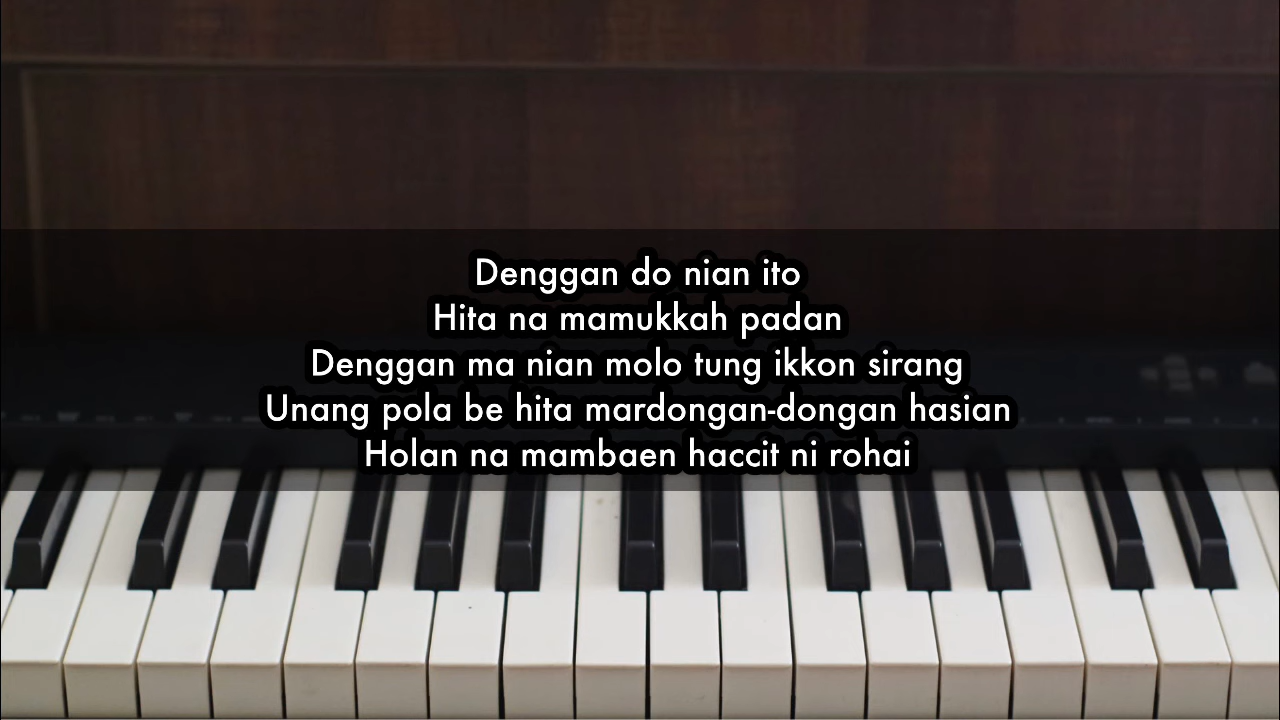 Denggan do nian ito
Hita na mamukkah padan
Denggan ma nian molo tung ikkon sirang
Unang pola be hita mardongan-dongan hasian
Holan na mambaen haccit ni rohai